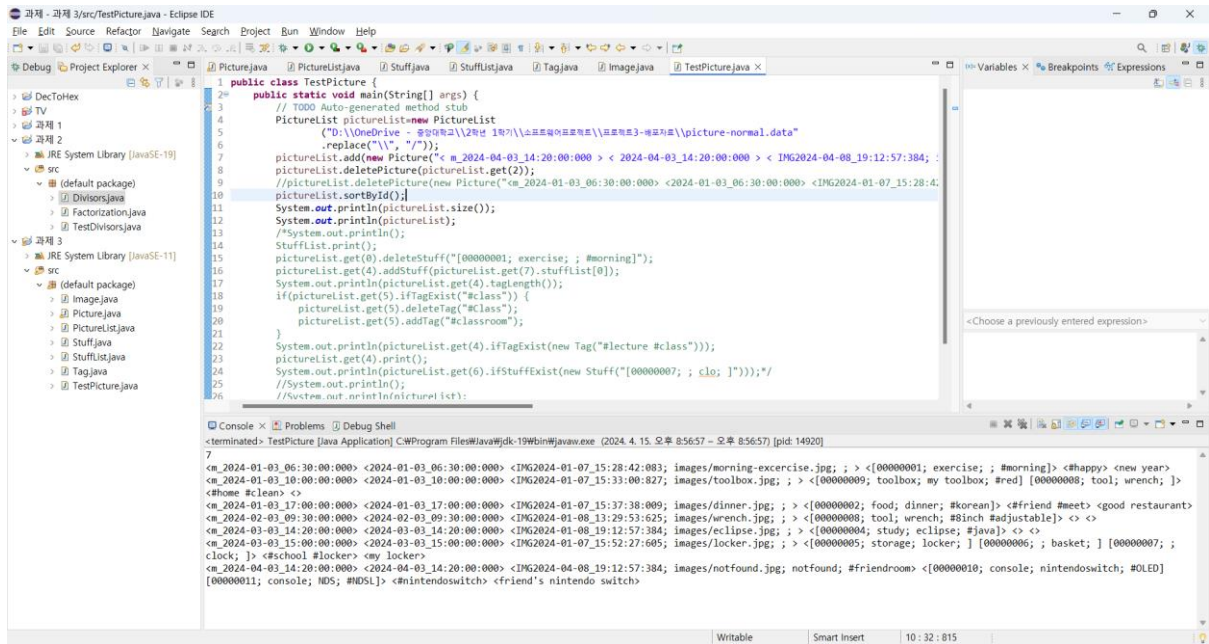 과제 - 과제 3/src/TestPicture.java - Eclipse IDE
File Edit Source Refactor Navigate Search Project Run Window Help
Debug Project Explorer
DecToHex
TV
과제 1
과제 2
JRE System Library [JavaSE-19]
src
(default package)
Divisors.java
Factorization.java
TestDivisors.java
과제 3
JRE System Library [JavaSE-11]
src
(default package)
Image.java
Picture.java
PictureList.java
Stuff.java
StuffList.java
Tag.java
TestPicture.java
Picture.java PictureList.java Stuff.java StuffList.java Tag.java Image.java TestPicture.java
1 public class TestPicture {
2 public static void main(String[] args) {
3 // TODO Auto-generated method stub
4 PictureList pictureList=new PictureList
5 ("D:\\OneDrive - 중앙대학교\\2학년 1학기\\소프트웨어프로젝트\\프로젝트3-배포자료\\picture-normal.data"
6 .replace("\\", "/"));
7 pictureList.add(new Picture("< m_2024-04-03_14:20:00:000 > < 2024-04-03_14:20:00:000 > < IMG2024-04-08_19:12:57:384;
8 pictureList.deletePicture(pictureList.get(2));
9 //pictureList.deletePicture(new Picture("<m_2024-01-03_06:30:00:000> <2024-01-03_06:30:00:000> <IMG2024-01-07_15:28:42
10 pictureList.sortById();
11 System.out.println(pictureList.size());
12 System.out.println(pictureList);
13 /*System.out.println();
14 StuffList.print();
15 pictureList.get(0).deleteStuff("[00000001; exercise; ; #morning]");
16 pictureList.get(4).addStuff(pictureList.get(7).stuffList[0]);
17 System.out.println(pictureList.get(4).tagLength());
18 if(pictureList.get(5).ifTagExist("#class")) {
19 pictureList.get(5).deleteTag("#Class");
20 pictureList.get(5).addTag("#classroom");
21 }
22 System.out.println(pictureList.get(4).ifTagExist(new Tag("#lecture #class")));
23 pictureList.get(4).print();
24 System.out.println(pictureList.get(6).ifStuffExist(new Stuff("[00000007; ; clo; ]")));*/
25 //System.out.println();
26 //System.out.println(pictureList);
Variables Breakpoints Expressions
<Choose a previously entered expression>
Console Problems Debug Shell
<terminated> TestPicture [Java Application] C:₩Program Files₩Java₩jdk-19₩bin₩javaw.exe (2024. 4. 15. 오후 8:56:57 – 오후 8:56:57) [pid: 14920]
7
<m_2024-01-03_06:30:00:000> <2024-01-03_06:30:00:000> <IMG2024-01-07_15:28:42:083; images/morning-excercise.jpg; ; > <[00000001; exercise; ; #morning]> <#happy> <new year>
<m_2024-01-03_10:00:00:000> <2024-01-03_10:00:00:000> <IMG2024-01-07_15:33:00:827; images/toolbox.jpg; ; > <[00000009; toolbox; my toolbox; #red] [00000008; tool; wrench; ]>
<#home #clean> <>
<m_2024-01-03_17:00:00:000> <2024-01-03_17:00:00:000> <IMG2024-01-07_15:37:38:009; images/dinner.jpg; ; > <[00000002; food; dinner; #korean]> <#friend #meet> <good restaurant>
<m_2024-02-03_09:30:00:000> <2024-02-03_09:30:00:000> <IMG2024-01-08_13:29:53:625; images/wrench.jpg; ; > <[00000008; tool; wrench; #8inch #adjustable]> <> <>
<m_2024-03-03_14:20:00:000> <2024-03-03_14:20:00:000> <IMG2024-01-08_19:12:57:384; images/eclipse.jpg; ; > <[00000004; study; eclipse; #java]> <> <>
<m_2024-03-03_15:00:00:000> <2024-03-03_15:00:00:000> <IMG2024-01-07_15:52:27:605; images/locker.jpg; ; > <[00000005; storage; locker; ] [00000006; ; basket; ] [00000007; ;
clock; ]> <#school #locker> <my locker>
<m_2024-04-03_14:20:00:000> <2024-04-03_14:20:00:000> <IMG2024-04-08_19:12:57:384; images/notfound.jpg; notfound; #friendroom> <[00000010; console; nintendoswitch; #OLED]
[00000011; console; NDS; #NDSL]> <#nintendoswitch> <friend's nintendo switch>
Writable Smart Insert 10 : 32 : 815